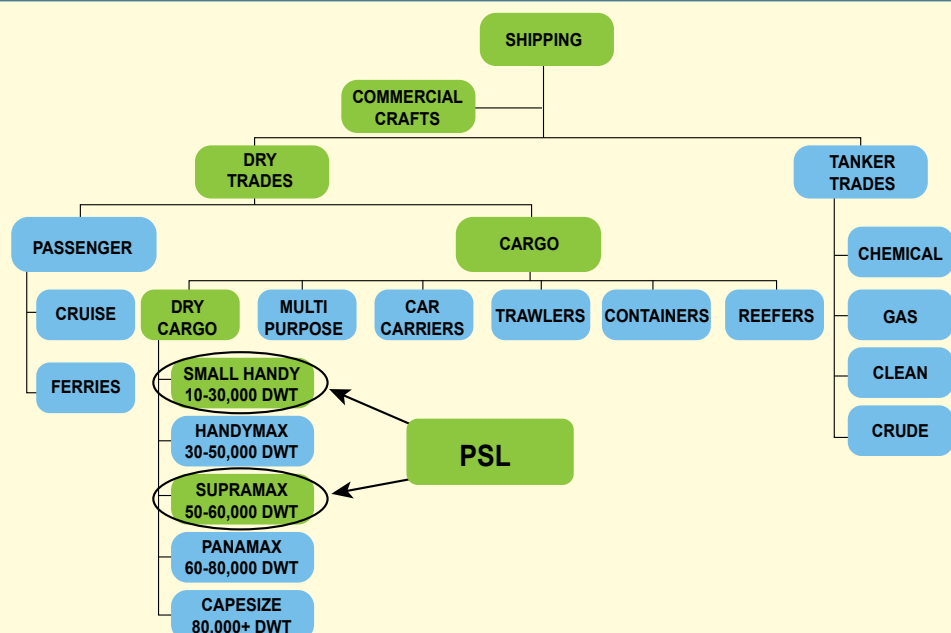 SHIPPING
COMMERCIAL
CRAFTS
DRY
TRADES
TANKER
TRADES
PASSENGER
CARGO
CHEMICAL
CRUISE
DRY
CARGO
MULTI
PURPOSE
CAR
CARRIERS
TRAWLERS
CONTAINERS
REEFERS
GAS
FERRIES
SMALL HANDY
10-30,000 DWT
CLEAN
HANDYMAX
30-50,000 DWT
PSL
CRUDE
SUPRAMAX
50-60,000 DWT
PANAMAX
60-80,000 DWT
CAPESIZE
80,000+ DWT